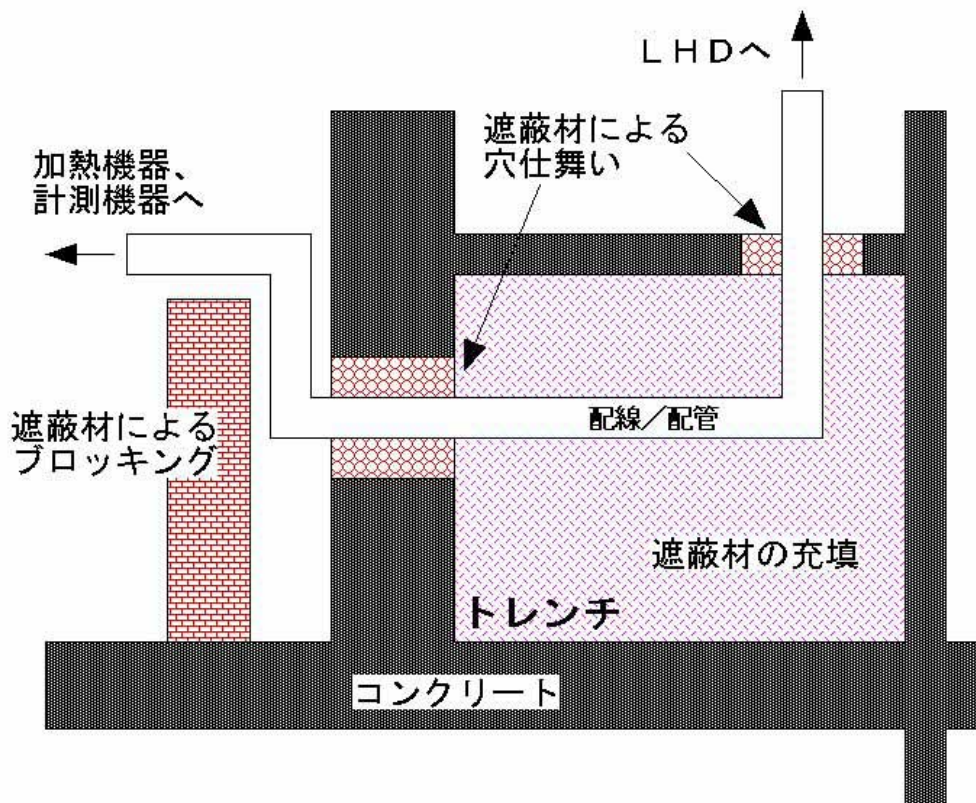 ＬＨＤへ
遮蔽材による
穴仕舞い
加熱機器、
計測機器へ
遮蔽材による
ブロッキング
配線／配管
遮蔽材の充填
トレンチ
コンクリート